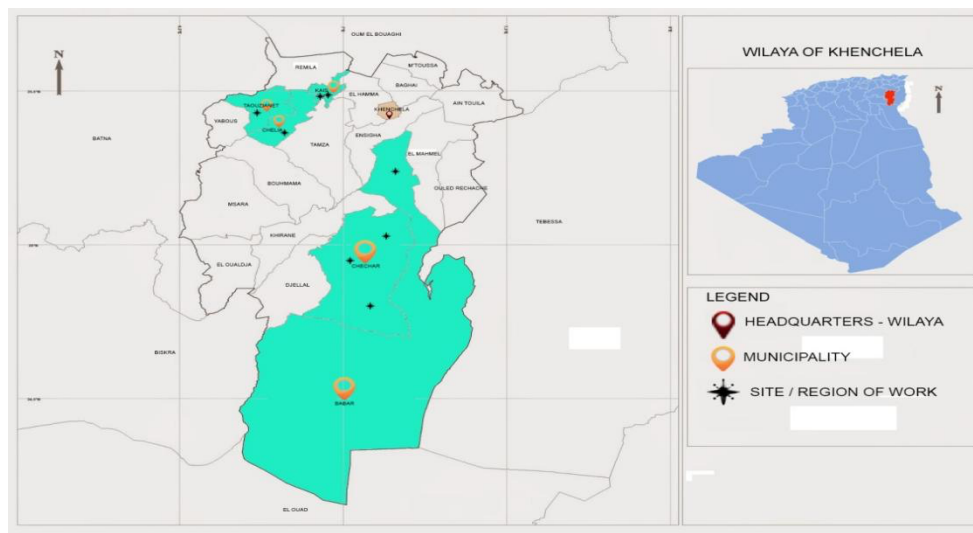 OUM EL BOUAGHI
N
REMILA
M'TOUSSA
BAGHAI
EL HAMMA
TAOUZIANET
KHENCHELA
AIN TOUILA
YABOUS
CHELIA
ENSIGHA
BATNA
TAMZA
EL MAHMEL
BOUHMAMA
OULED RECHACHE
MSARA
TEBESSA
KHIRANE
EL OUALDJA
CHECHAR
DJELLAL
BISKRA
BABAR
EL OUAD
WILAYA OF KHENCHELA
N
LEGEND
HEADQUARTERS - WILAYA
MUNICIPALITY
SITE / REGION OF WORK